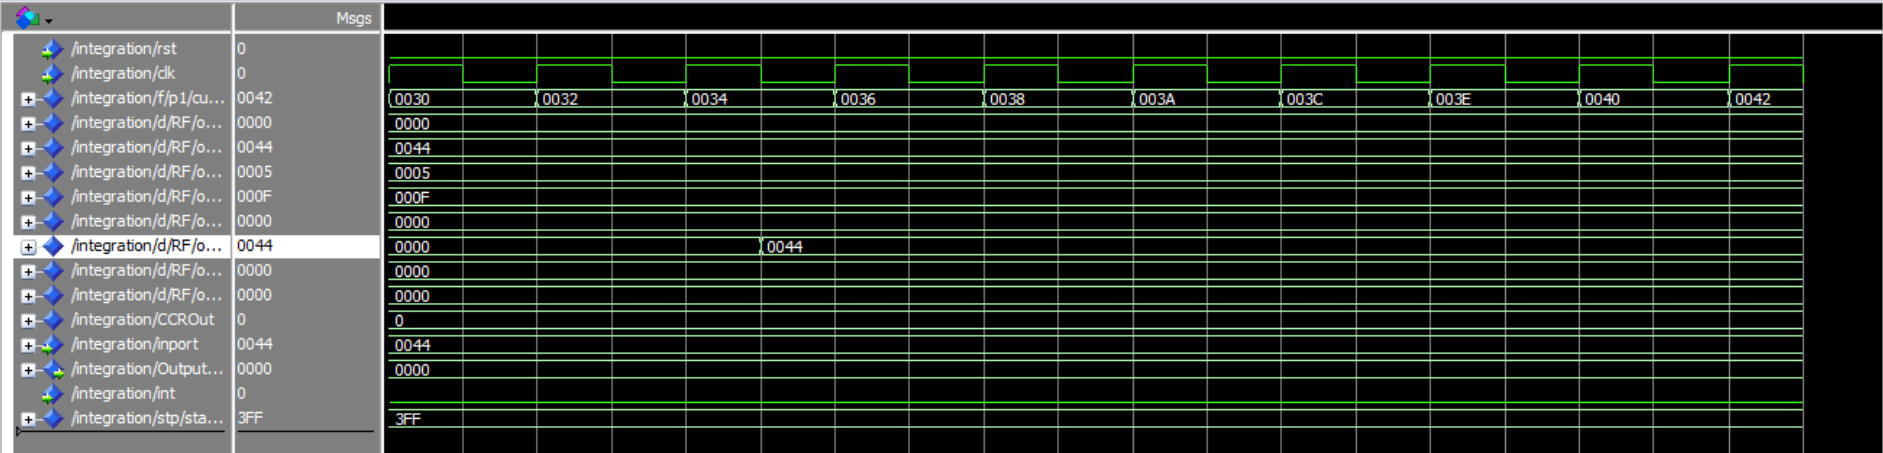 Msgs
/integration/rst 0
/integration/clk 0
/integration/f/p1/cu... 0042 0030 0032 0034 0036 0038 003A 003C 003E 0040 0042
/integration/d/RF/o... 0000 0000
/integration/d/RF/o... 0044 0044
/integration/d/RF/o... 0005 0005
/integration/d/RF/o... 000F 000F
/integration/d/RF/o... 0000 0000
/integration/d/RF/o... 0044 0000 0044
/integration/d/RF/o... 0000 0000
/integration/d/RF/o... 0000 0000
/integration/CCROut 0 0
/integration/inport 0044 0044
/integration/Output... 0000 0000
/integration/int 0
/integration/stp/sta... 3FF 3FF